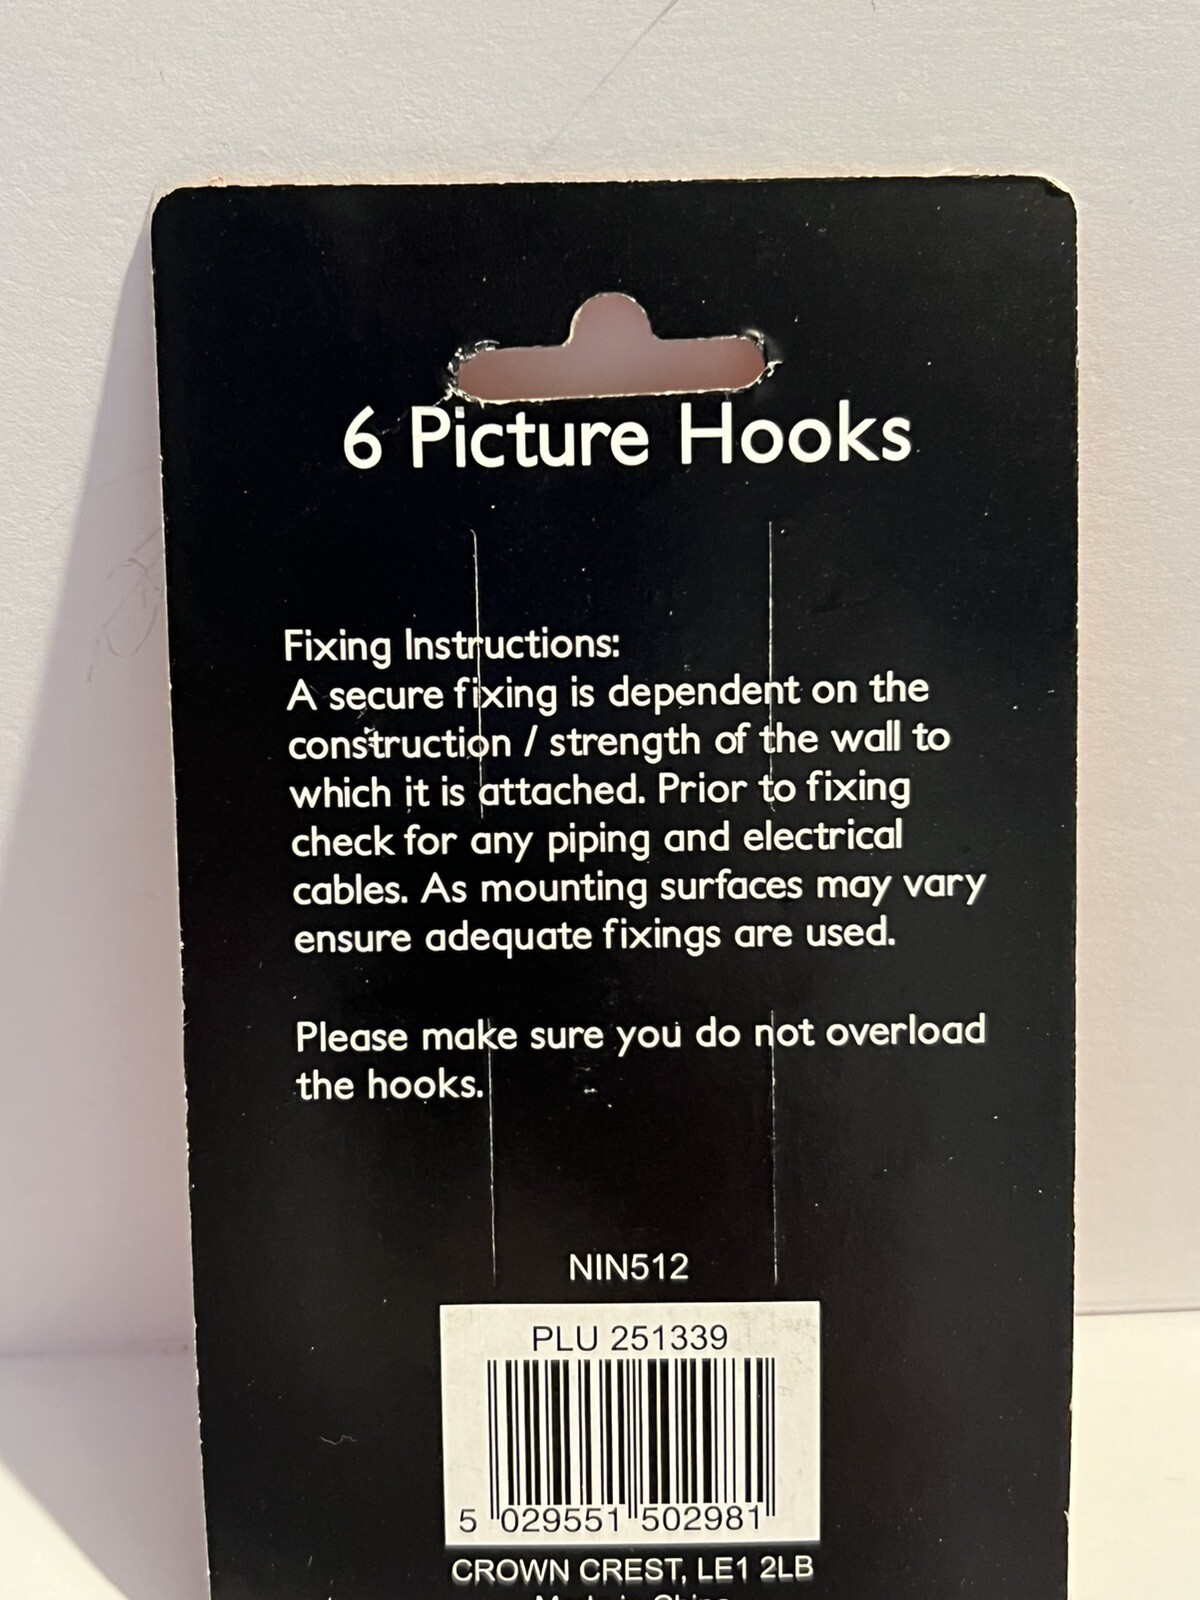 6 Picture Hooks
Fixing Instructions:
A secure fixing is dependent on the
construction / strength of the wall to
which it is attached. Prior to fixing
check for any piping and electrical
cables. As mounting surfaces may vary
ensure adequate fixings are used.
Please make sure you do not overload
the hooks.
NIN512
PLU 251339
5 029551 502981
CROWN CREST, LE1 2LB
Made in China